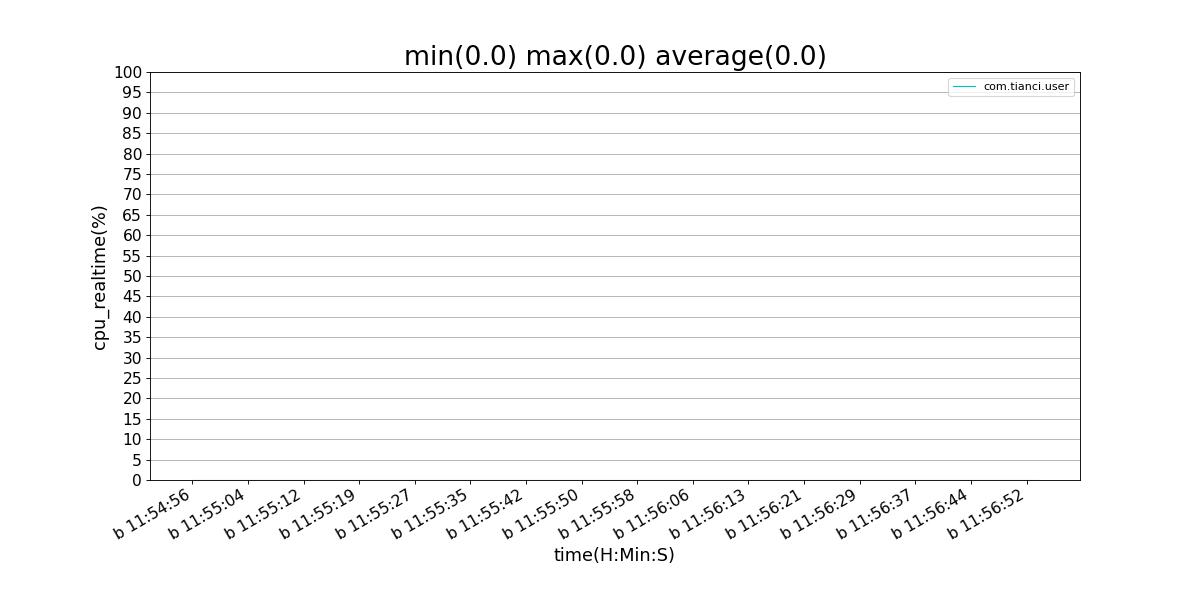 min(0.0) max(0.0) average(0.0)
com.tianci.user
100
95
90
85
80
75
70
65
60
55
50
45
40
35
30
25
20
15
10
5
0
cpu_realtime(%)
b 11:54:56
b 11:55:04
b 11:55:12
b 11:55:19
b 11:55:27
b 11:55:35
b 11:55:42
b 11:55:50
b 11:55:58
b 11:56:06
b 11:56:13
b 11:56:21
b 11:56:29
b 11:56:37
b 11:56:44
b 11:56:52
time(H:Min:S)